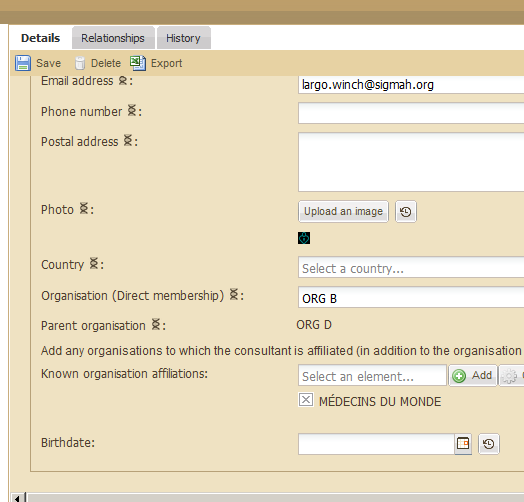 Details Relationships History
Save Delete Export
Email address : largo.winch@sigmah.org
Phone number :
Postal address :
Photo : Upload an image
Country : Select a country...
Organisation (Direct membership) : ORG B
Parent organisation : ORG D
Add any organisations to which the consultant is affiliated (in addition to the organisation
Known organisation affiliations: Select an element... Add
MÉDECINS DU MONDE
Birthdate: